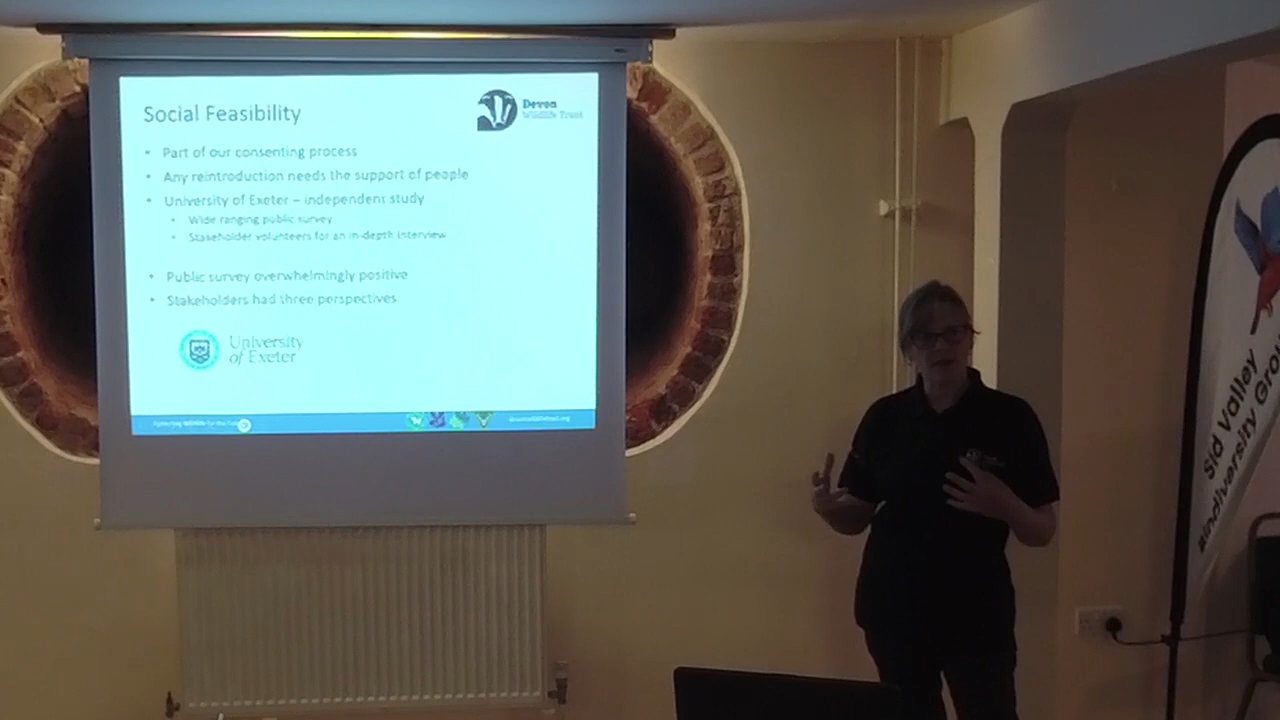 Social Feasibility
Devon
Wildlife Trust
• Part of our consenting process
• Any reintroduction needs the support of people
• University of Exeter – independent study
• Wide ranging public survey
• Stakeholder volunteers for an in-depth interview
• Public survey overwhelmingly positive
• Stakeholders had three perspectives
University
of Exeter
Sid Valley
Biodiversity Gro